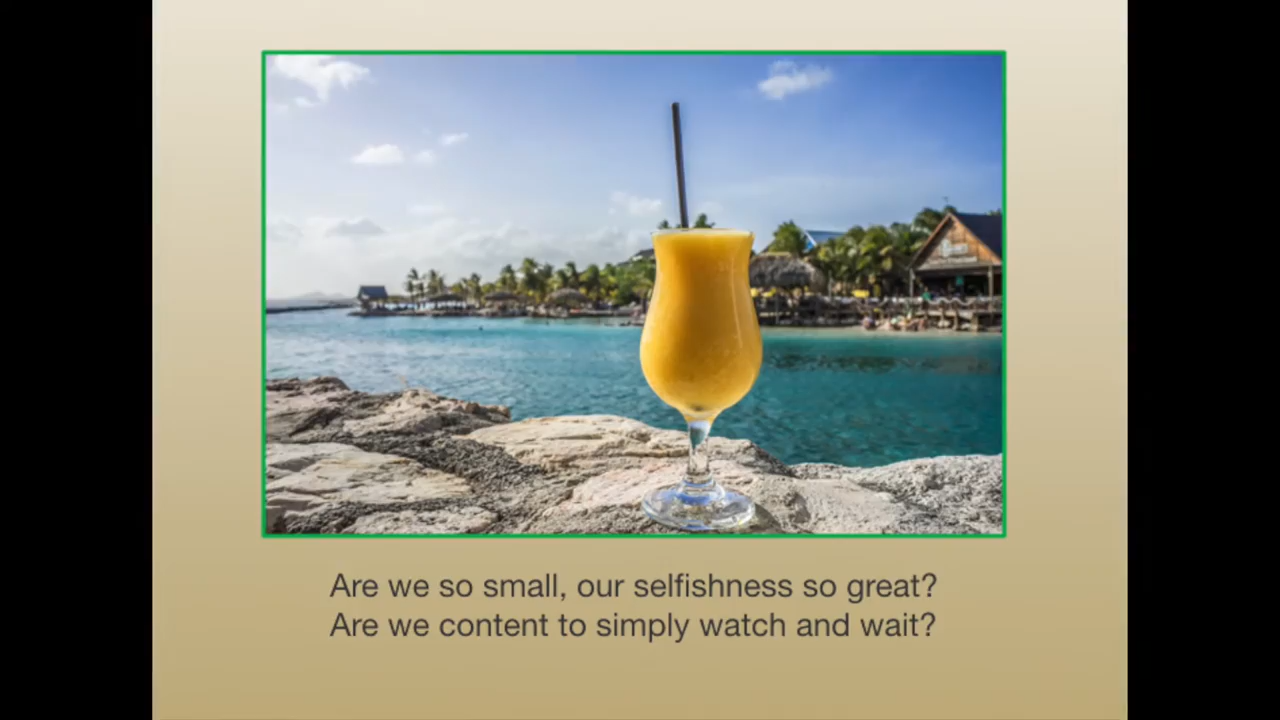 Are we so small, our selfishness so great?
Are we content to simply watch and wait?